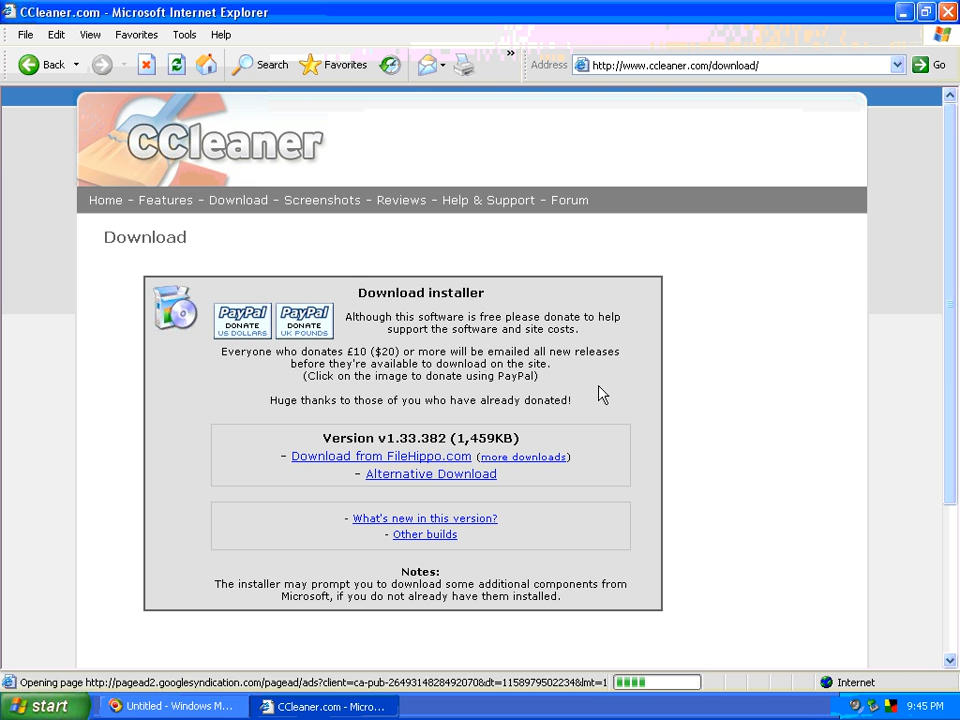 CCleaner.com - Microsoft Internet Explorer
File Edit View Favorites Tools Help
Back Search Favorites » Address http://www.ccleaner.com/download/ Go
CCleaner
Home - Features - Download - Screenshots - Reviews - Help & Support - Forum
Download
Download installer
PayPal DONATE US DOLLARS
PayPal DONATE UK POUNDS
Although this software is free please donate to help
support the software and site costs.
Everyone who donates £10 ($20) or more will be emailed all new releases
before they're available to download on the site.
(Click on the image to donate using PayPal)
Huge thanks to those of you who have already donated!
Version v1.33.382 (1,459KB)
- Download from FileHippo.com (more downloads)
- Alternative Download
- What's new in this version?
- Other builds
Notes:
The installer may prompt you to download some additional components from
Microsoft, if you do not already have them installed.
Opening page http://pagead2.googlesyndication.com/pagead/ads?client=ca-pub-2649314828492070&dt=1158979502234&lmt=1 Internet
start Untitled - Windows M... CCleaner.com - Micro... 9:45 PM